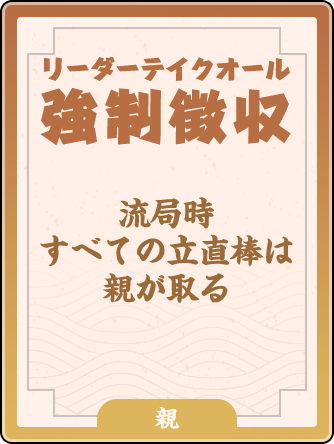 リーダーテイクオール
強制徴収
流局時
すべての立直棒は
親が取る
親